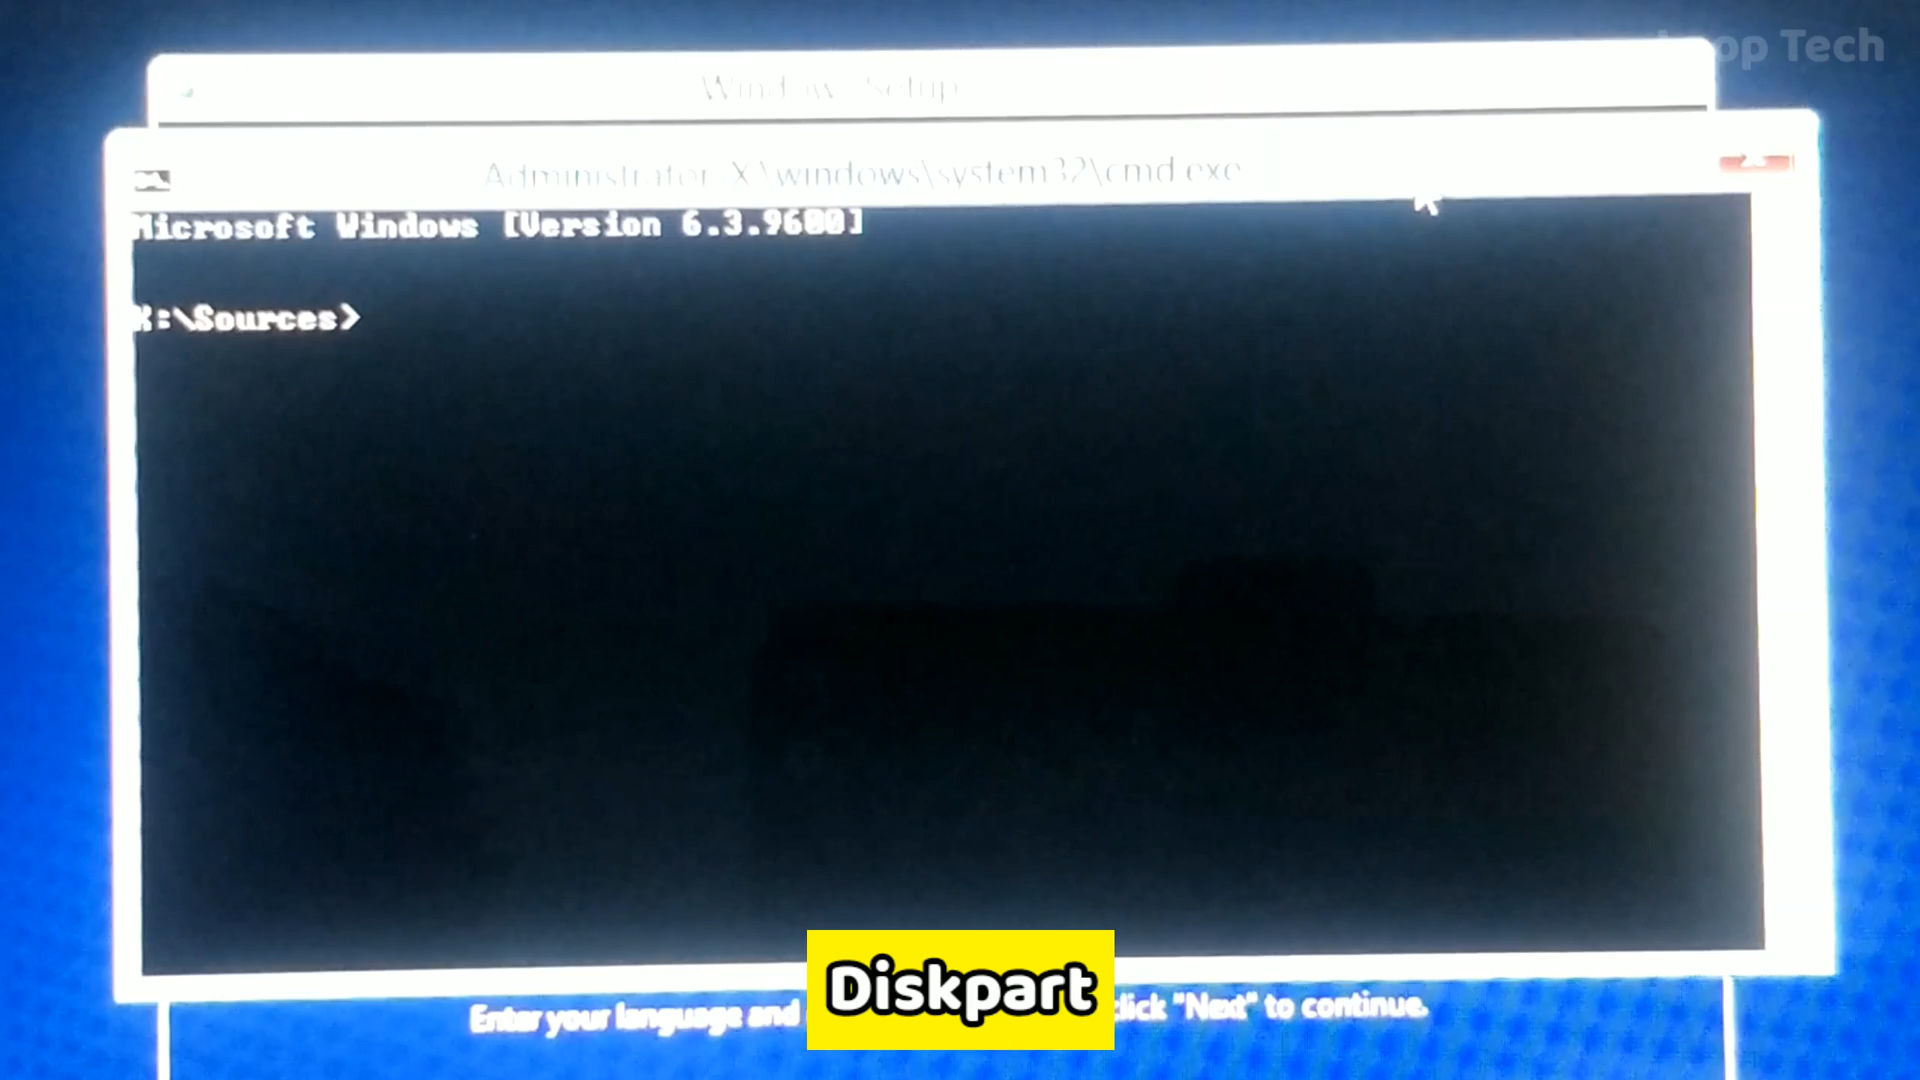 op Tech
Windows Setup
Administrator X:\windows\system32\cmd.exe
Microsoft Windows [Version 6.3.9600]
X:\Sources>
Diskpart
Enter your language and click "Next" to continue.